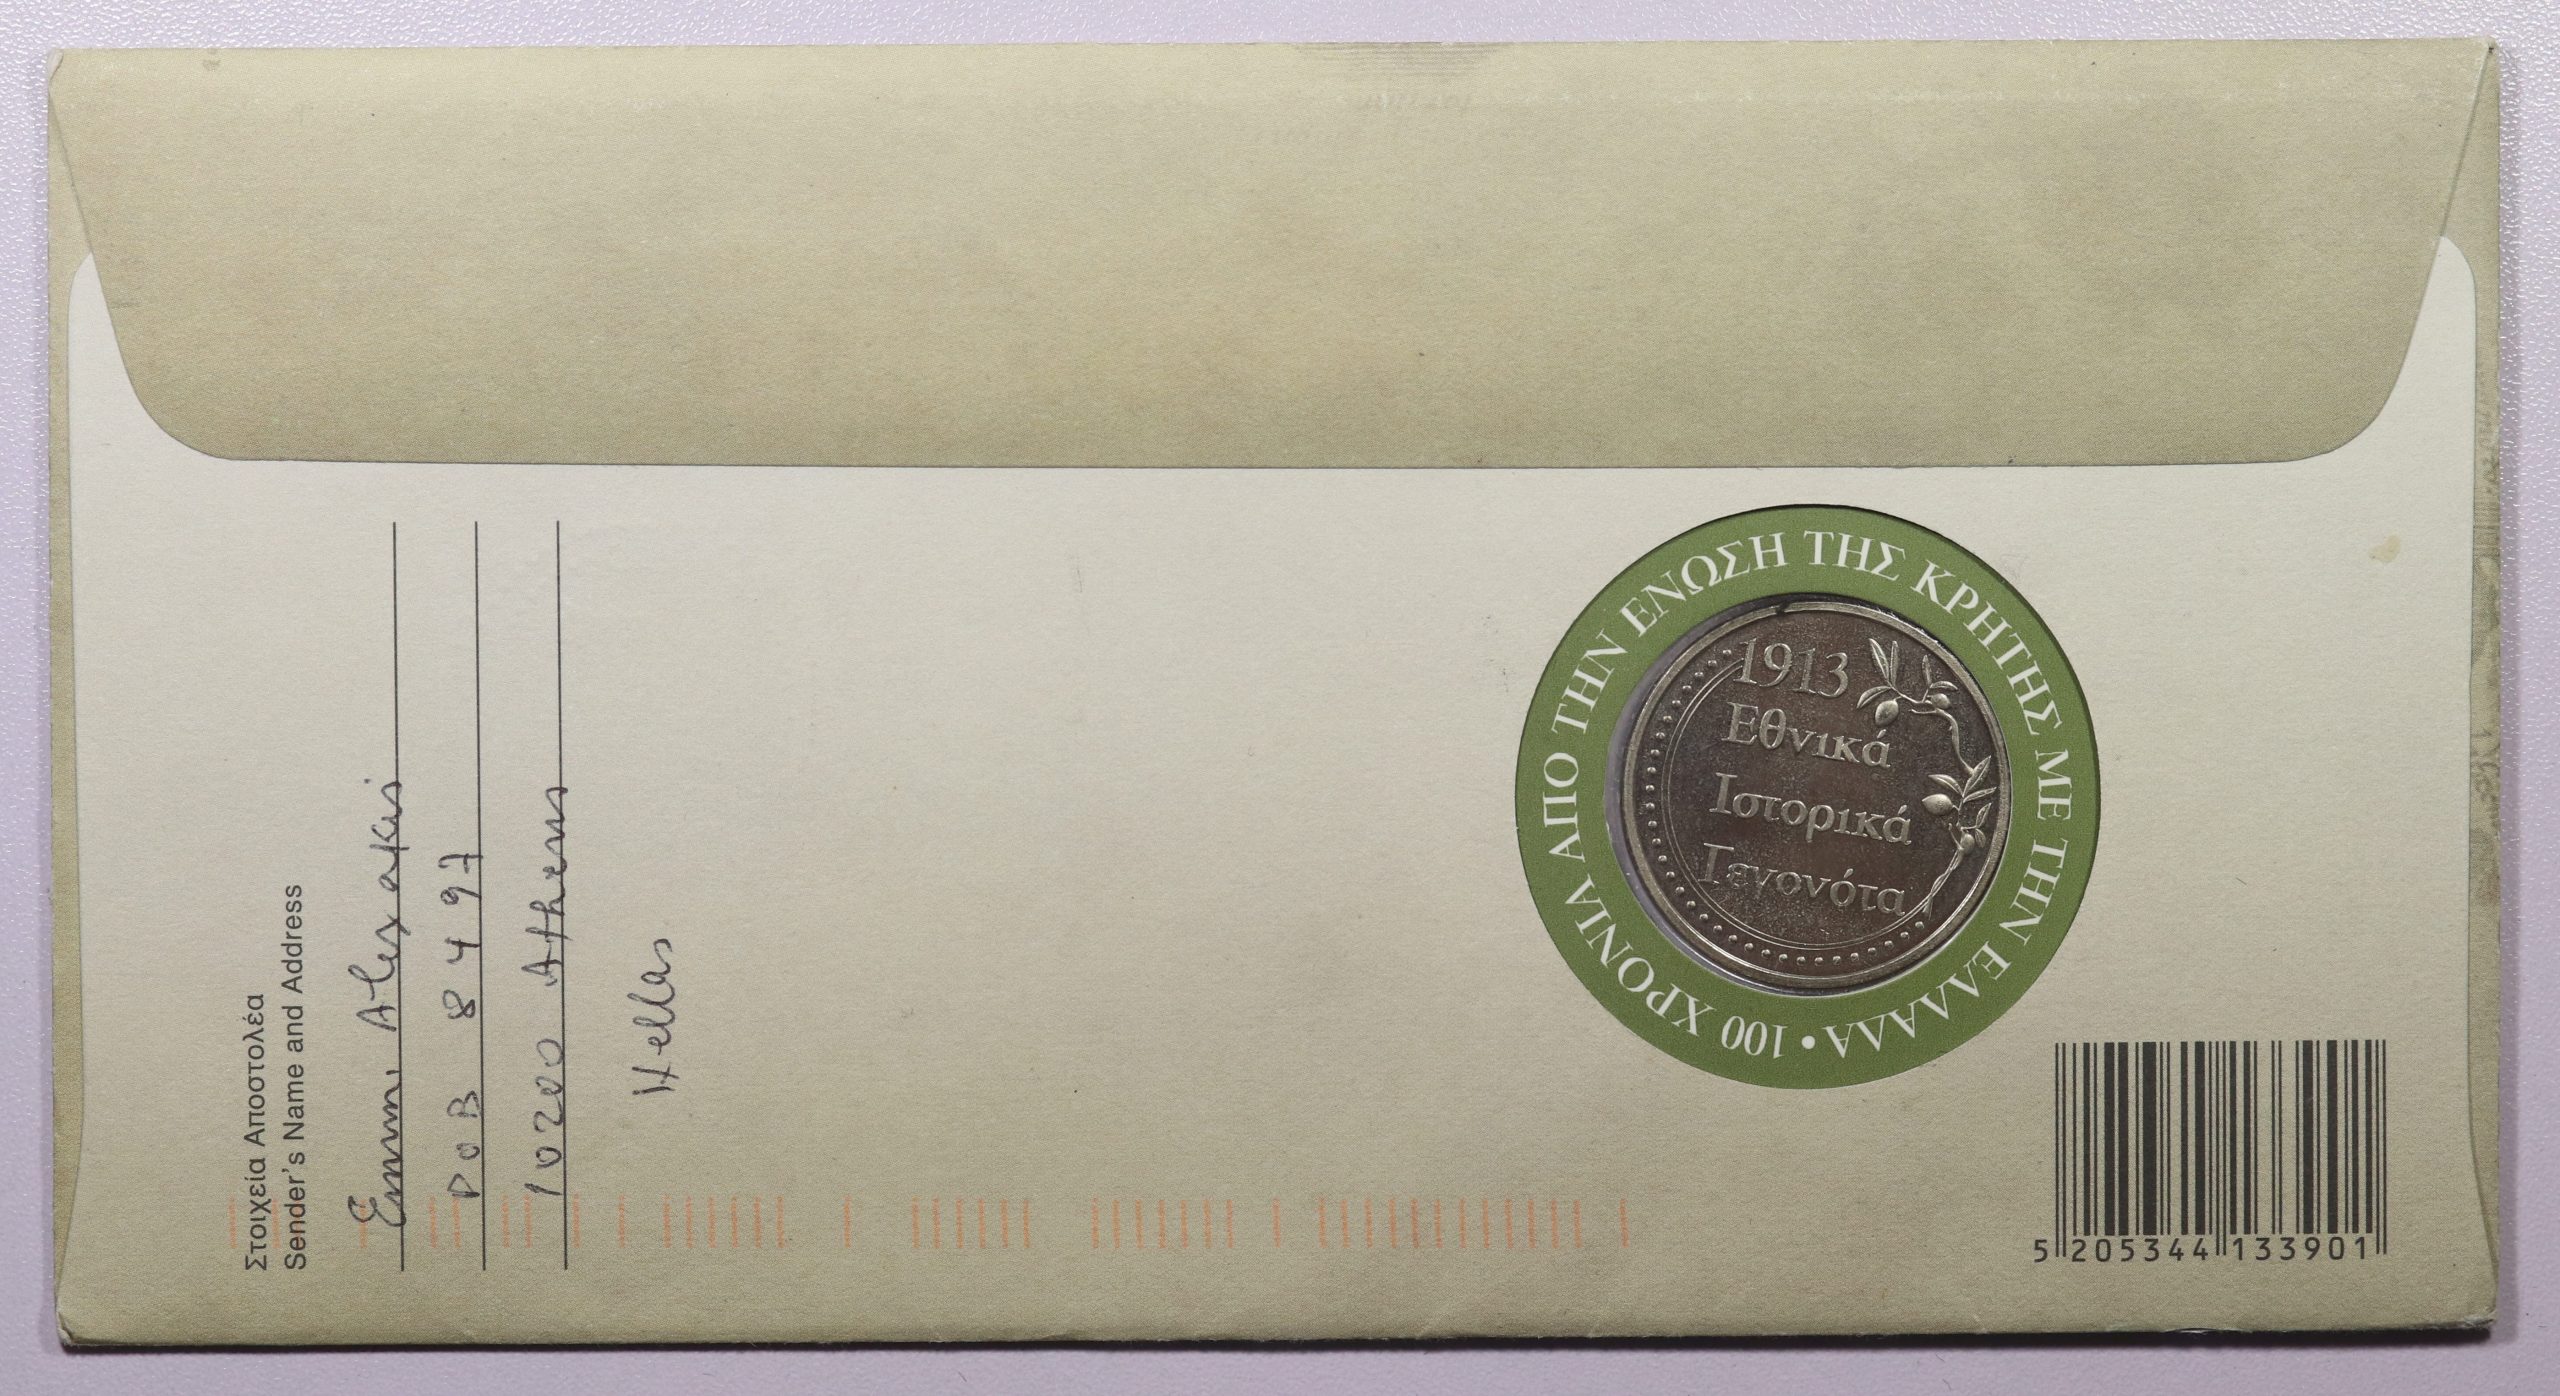 Στοιχεία Αποστολέα
Sender's Name and Address
Emm. Alexakis
POB 8497
10200 Athens
Hellas
100 ΧΡΟΝΙΑ ΑΠΟ ΤΗΝ ΕΝΩΣΗ ΤΗΣ ΚΡΗΤΗΣ ΜΕ ΤΗΝ ΕΛΛΑΔΑ •
1913
Εθνικά
Ιστορικά
Γεγονότα
5 205344 133901